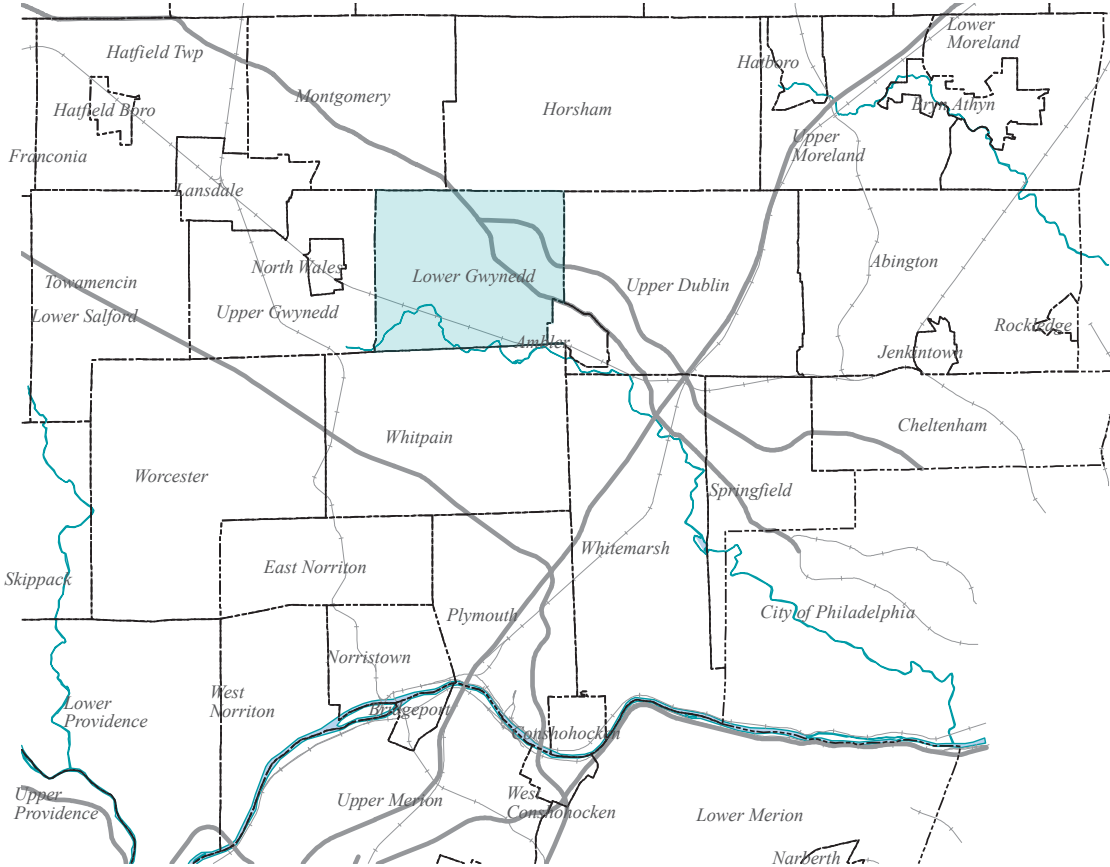 Lower
Moreland
Hatfield Twp
Hatboro
Montgomery
Hatfield Boro
Horsham
Bryn Athyn
Upper
Moreland
Franconia
Lansdale
North Wales
Lower Gwynedd
Abington
Towamencin
Upper Dublin
Lower Salford
Upper Gwynedd
Rockledge
Ambler
Jenkintown
Cheltenham
Whitpain
Worcester
Springfield
Whitemarsh
East Norriton
Skippack
Plymouth
City of Philadelphia
Norristown
West
Norriton
Lower
Providence
Bridgeport
Conshohocken
Upper
Providence
Upper Merion
West
Conshohocken
Lower Merion
Narberth